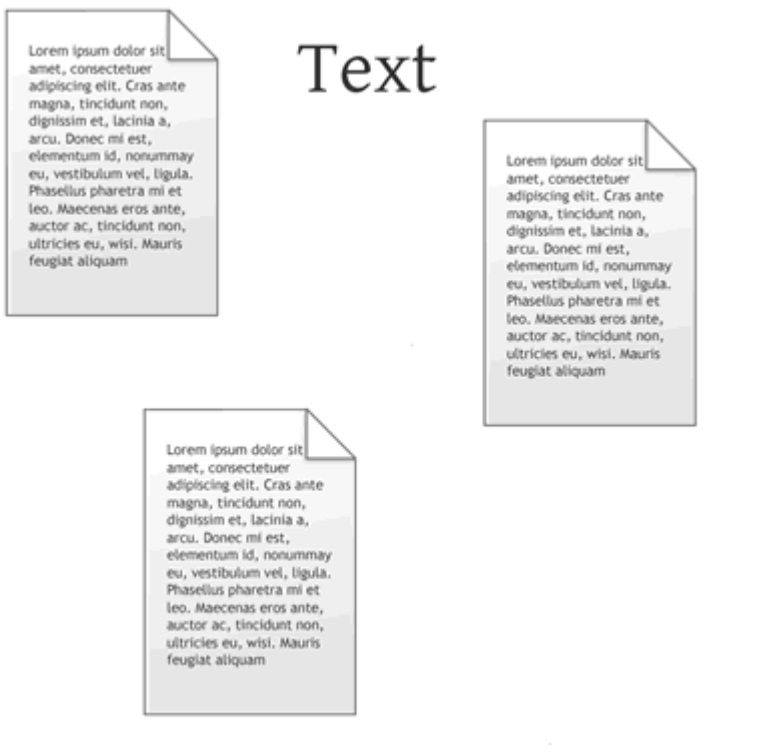 Lorem ipsum dolor sit
amet, consectetuer
adipiscing elit. Cras ante
magna, tincidunt non,
dignissim et, lacinia a,
arcu. Donec mi est,
elementum id, nonummay
eu, vestibulum vel, ligula.
Phasellus pharetra mi et
leo. Maecenas eros ante,
auctor ac, tincidunt non,
ultricies eu, wisi. Mauris
feugiat aliquam
Text
Lorem ipsum dolor sit
amet, consectetuer
adipiscing elit. Cras ante
magna, tincidunt non,
dignissim et, lacinia a,
arcu. Donec mi est,
elementum id, nonummay
eu, vestibulum vel, ligula.
Phasellus pharetra mi et
leo. Maecenas eros ante,
auctor ac, tincidunt non,
ultricies eu, wisi. Mauris
feugiat aliquam
Lorem ipsum dolor sit
amet, consectetuer
adipiscing elit. Cras ante
magna, tincidunt non,
dignissim et, lacinia a,
arcu. Donec mi est,
elementum id, nonummay
eu, vestibulum vel, ligula.
Phasellus pharetra mi et
leo. Maecenas eros ante,
auctor ac, tincidunt non,
ultricies eu, wisi. Mauris
feugiat aliquam